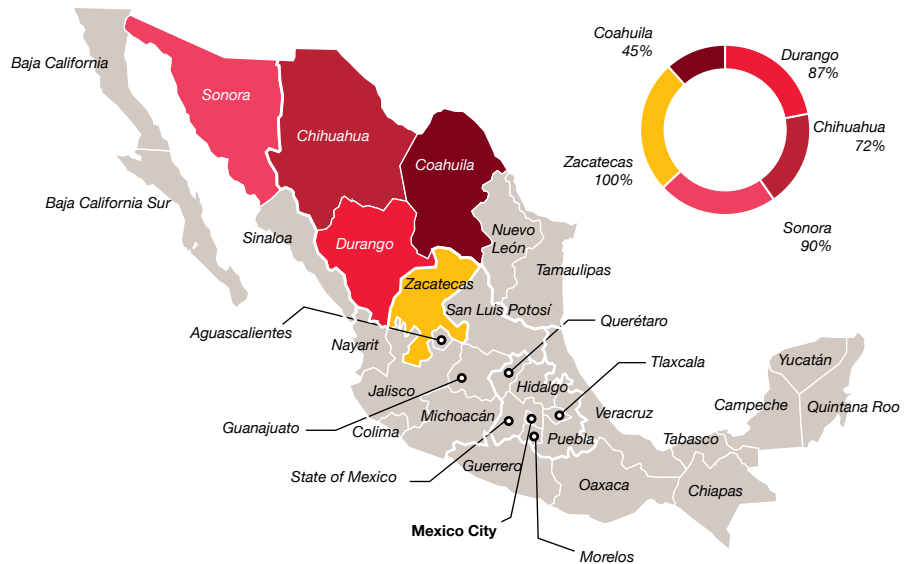 Baja California
Sonora
Chihuahua
Coahuila
Baja California Sur
Sinaloa
Durango
Nuevo
León
Tamaulipas
Zacatecas
San Luis Potosí
Aguascalientes
Nayarit
Querétaro
Tlaxcala
Jalisco
Hidalgo
Guanajuato
Michoacán
Colima
Veracruz
Puebla
State of Mexico
Guerrero
Oaxaca
Mexico City
Morelos
Tabasco
Chiapas
Campeche
Yucatán
Quintana Roo
Coahuila
45%
Durango
87%
Chihuahua
72%
Zacatecas
100%
Sonora
90%